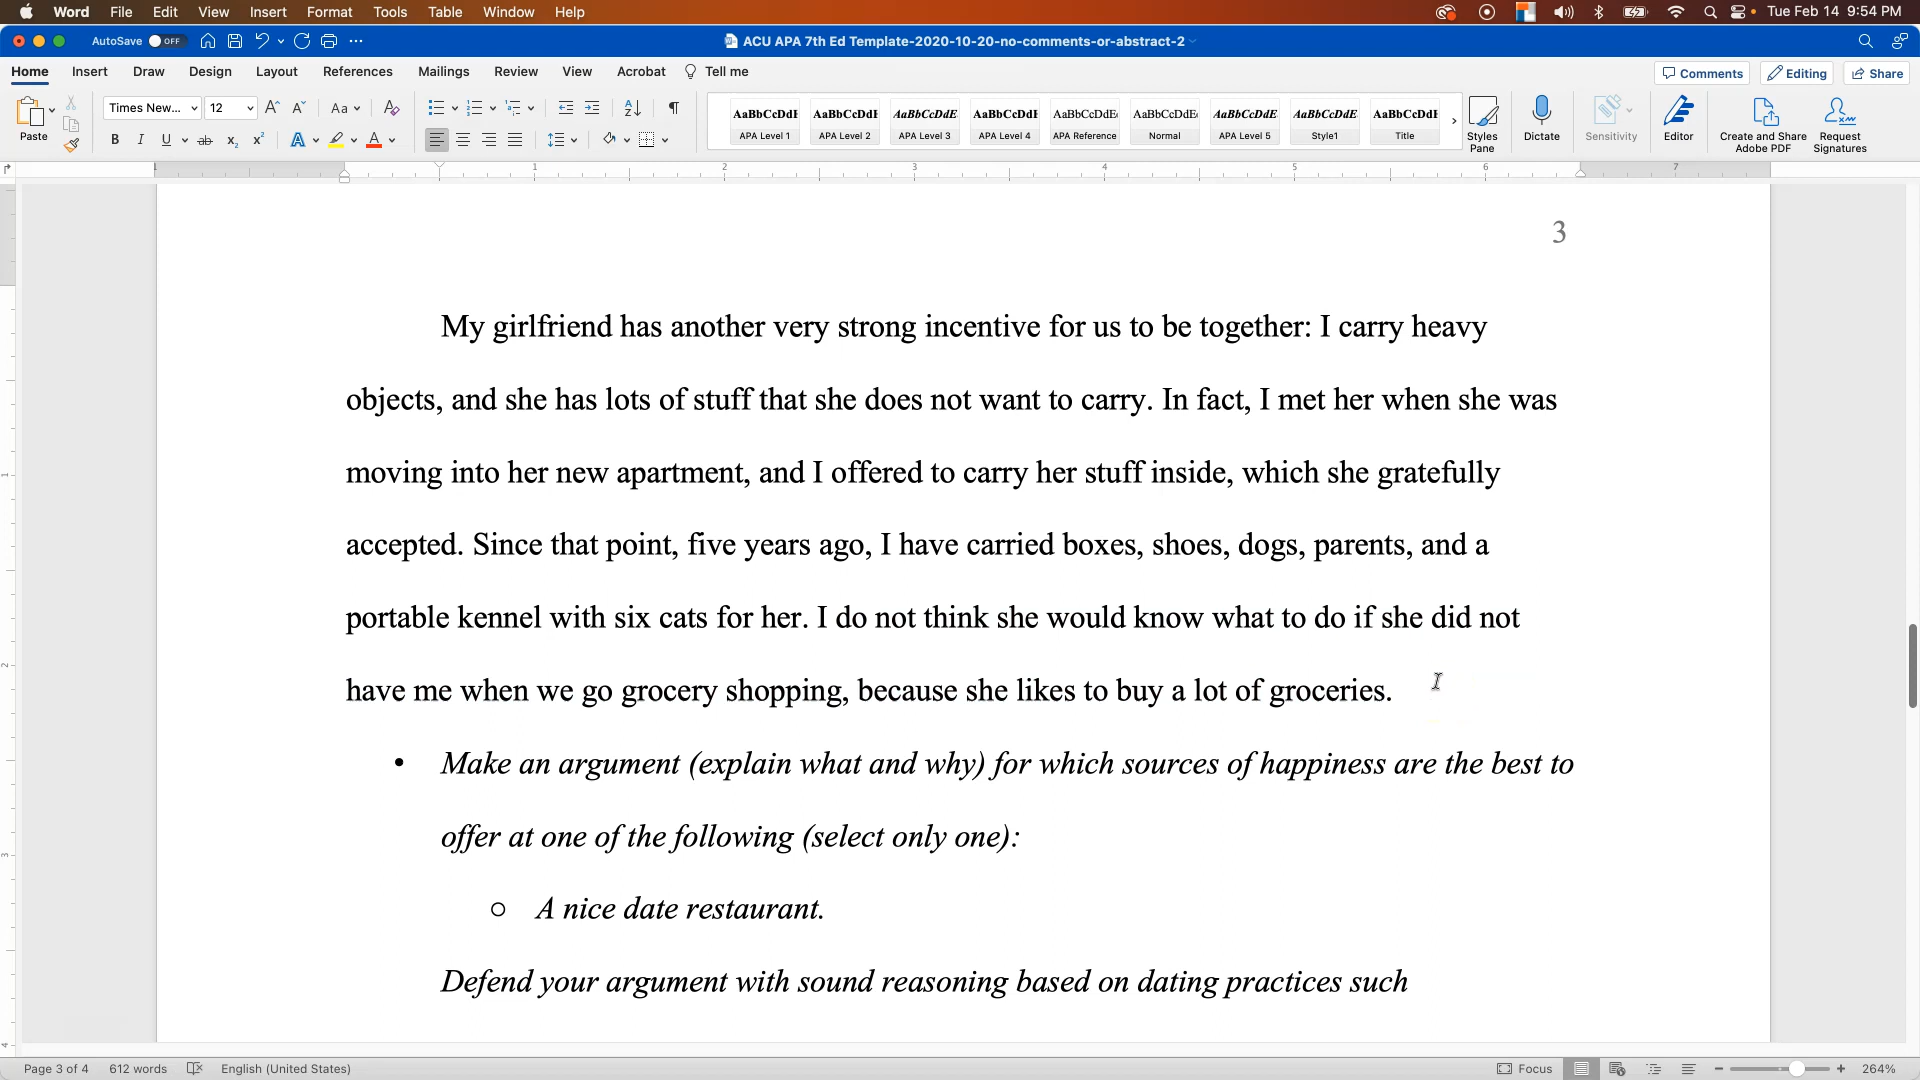 Word File Edit View Insert Format Tools Table Window Help Tue Feb 14 9:54 PM
AutoSave OFF ACU APA 7th Ed Template-2020-10-20-no-comments-or-abstract-2
Home Insert Draw Design Layout References Mailings Review View Acrobat Tell me Comments Editing Share
Paste Times New... 12 Aa
AaBbCcDdE AaBbCcDdE AaBbCcDdE AaBbCcDdE AaBbCcDdE AaBbCcDdE AaBbCcDdE AaBbCcDdE AaBbCcDdE
APA Level 1 APA Level 2 APA Level 3 APA Level 4 APA Reference Normal APA Level 5 Style1 Title
Styles Pane Dictate Sensitivity Editor Create and Share Adobe PDF Request Signatures
1 1 2 3 4 5 6 7
3
My girlfriend has another very strong incentive for us to be together: I carry heavy
objects, and she has lots of stuff that she does not want to carry. In fact, I met her when she was
moving into her new apartment, and I offered to carry her stuff inside, which she gratefully
accepted. Since that point, five years ago, I have carried boxes, shoes, dogs, parents, and a
portable kennel with six cats for her. I do not think she would know what to do if she did not
have me when we go grocery shopping, because she likes to buy a lot of groceries.
• Make an argument (explain what and why) for which sources of happiness are the best to
offer at one of the following (select only one):
○ A nice date restaurant.
Defend your argument with sound reasoning based on dating practices such
Page 3 of 4 612 words English (United States) Focus 264%